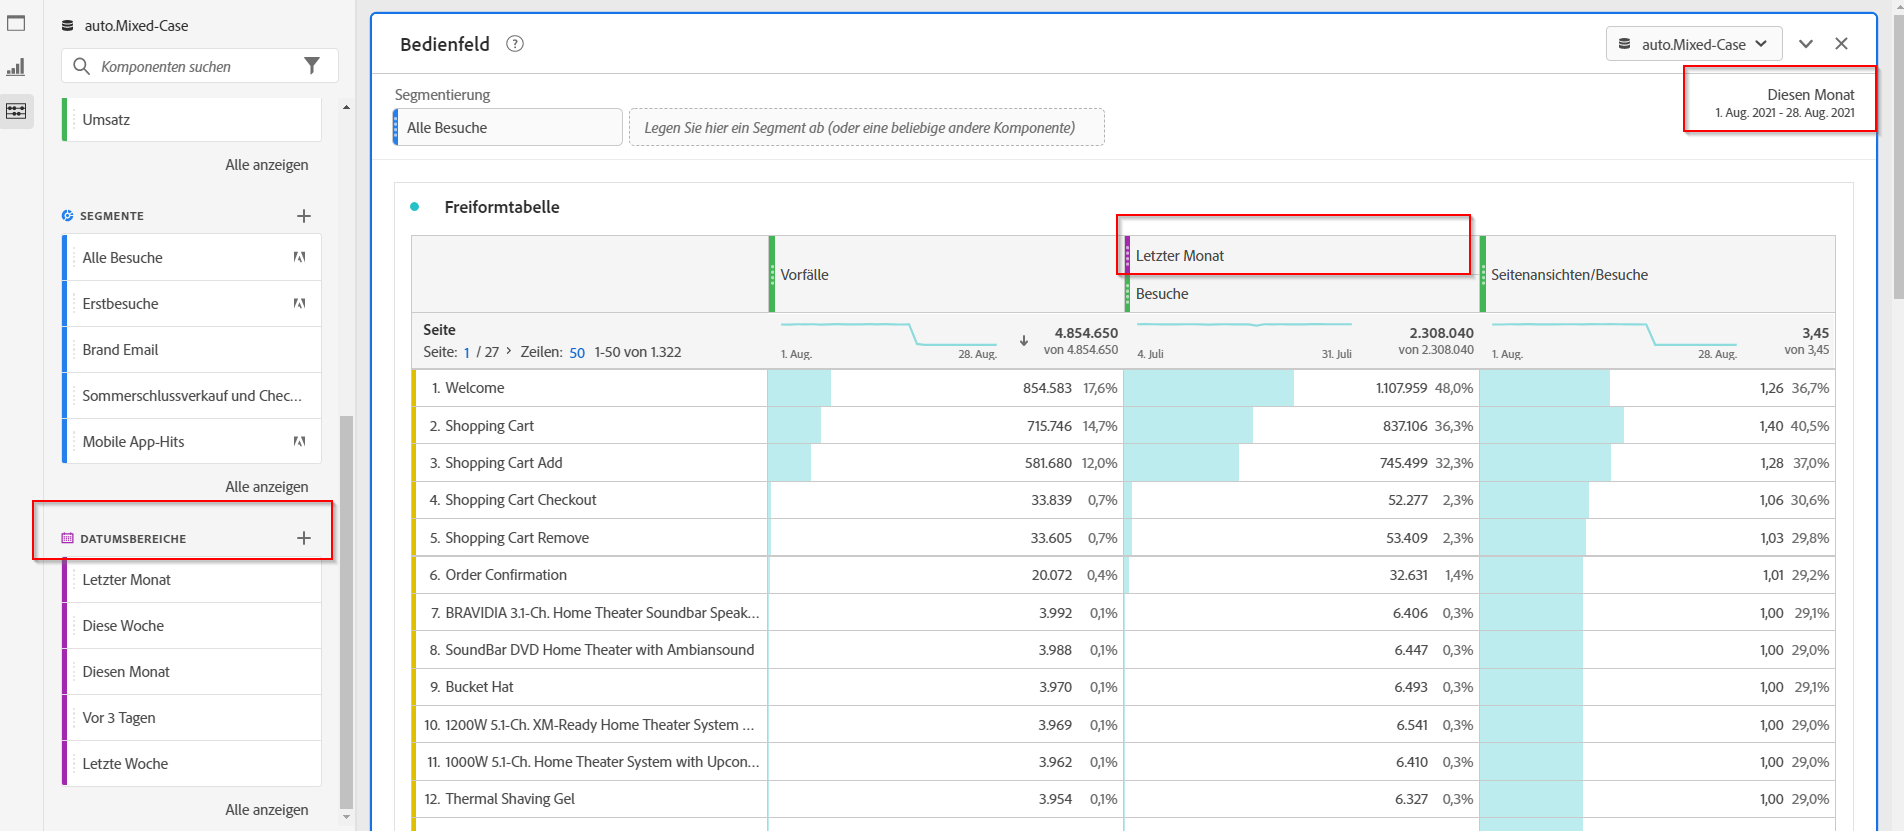 auto.Mixed-Case
Komponenten suchen
Umsatz
Alle anzeigen
SEGMENTE
Alle Besuche
Erstbesuche
Brand Email
Sommerschlussverkauf und Chec...
Mobile App-Hits
Alle anzeigen
DATUMSBEREICHE
Letzter Monat
Diese Woche
Diesen Monat
Vor 3 Tagen
Letzte Woche
Alle anzeigen
Bedienfeld ?
auto.Mixed-Case
Diesen Monat
1. Aug. 2021 - 28. Aug. 2021
Segmentierung
Alle Besuche
Legen Sie hier ein Segment ab (oder eine beliebige andere Komponente)
Freiformtabelle
Vorfälle
Letzter Monat
Besuche
Seitenansichten/Besuche
Seite
Seite: 1 / 27 > Zeilen: 50 1-50 von 1.322
1. Aug. 28. Aug. ↓ 4.854.650
von 4.854.650
4. Juli 31. Juli 2.308.040
von 2.308.040
1. Aug. 28. Aug. 3,45
von 3,45
1. Welcome 854.583 17,6% 1.107.959 48,0% 1,26 36,7%
2. Shopping Cart 715.746 14,7% 837.106 36,3% 1,40 40,5%
3. Shopping Cart Add 581.680 12,0% 745.499 32,3% 1,28 37,0%
4. Shopping Cart Checkout 33.839 0,7% 52.277 2,3% 1,06 30,6%
5. Shopping Cart Remove 33.605 0,7% 53.409 2,3% 1,03 29,8%
6. Order Confirmation 20.072 0,4% 32.631 1,4% 1,01 29,2%
7. BRAVIDIA 3.1-Ch. Home Theater Soundbar Speak... 3.992 0,1% 6.406 0,3% 1,00 29,1%
8. SoundBar DVD Home Theater with Ambiansound 3.988 0,1% 6.447 0,3% 1,00 29,0%
9. Bucket Hat 3.970 0,1% 6.493 0,3% 1,00 29,1%
10. 1200W 5.1-Ch. XM-Ready Home Theater System ... 3.969 0,1% 6.541 0,3% 1,00 29,0%
11. 1000W 5.1-Ch. Home Theater System with Upcon... 3.962 0,1% 6.410 0,3% 1,00 29,0%
12. Thermal Shaving Gel 3.954 0,1% 6.327 0,3% 1,00 29,0%